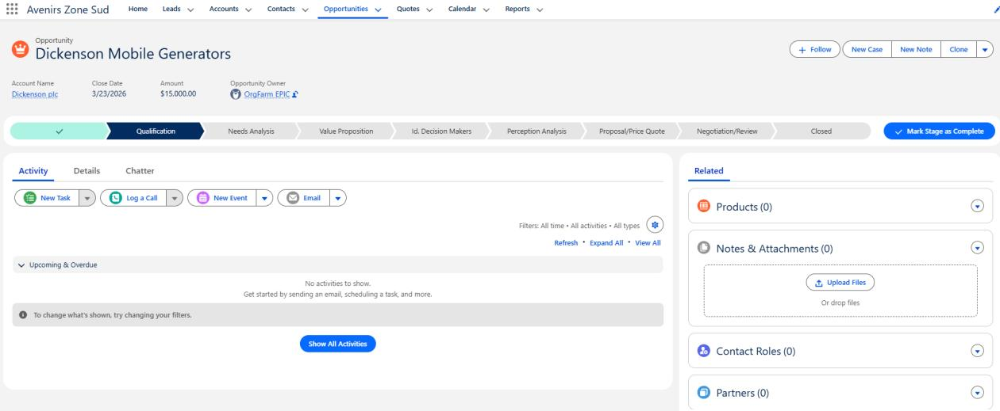 Avenirs Zone Sud Home Leads Accounts Contacts Opportunities Quotes Calendar Reports
Opportunity
Dickenson Mobile Generators
Follow New Case New Note Clone
Account Name Close Date Amount Opportunity Owner
Dickenson plc 3/23/2026 $15,000.00 OrgFarm EPIC
Qualification Needs Analysis Value Proposition Id. Decision Makers Perception Analysis Proposal/Price Quote Negotiation/Review Closed Mark Stage as Complete
Activity Details Chatter
New Task Log a Call New Event Email
Filters: All time • All activities • All types
Refresh • Expand All • View All
Upcoming & Overdue
No activities to show.
Get started by sending an email, scheduling a task, and more.
To change what's shown, try changing your filters.
Show All Activities
Related
Products (0)
Notes & Attachments (0)
Upload Files
Or drop files
Contact Roles (0)
Partners (0)